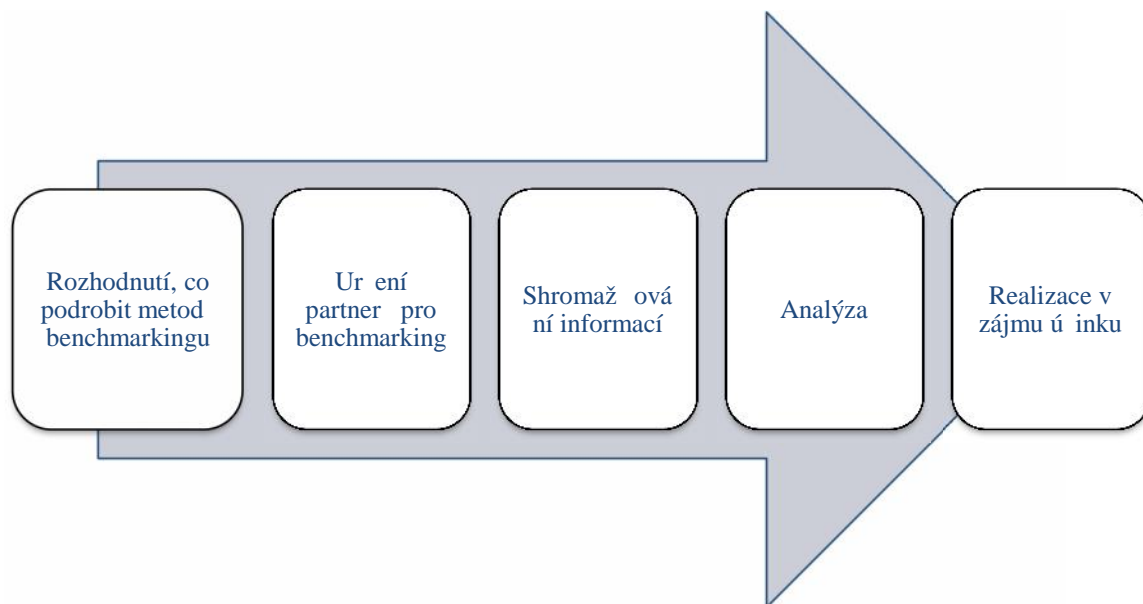 Rozhodnutí, co
podrobit metod
benchmarkingu
Ur ení
partner pro
benchmarking
Shromaž ová
ní informací
Analýza
Realizace v
zájmu ú inku